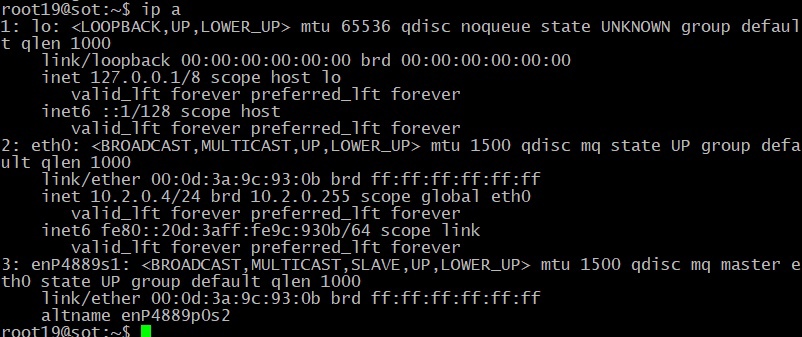 root19@sot:~$ ip a
1: lo: <LOOPBACK,UP,LOWER_UP> mtu 65536 qdisc noqueue state UNKNOWN group defaul
t qlen 1000
    link/loopback 00:00:00:00:00:00 brd 00:00:00:00:00:00
    inet 127.0.0.1/8 scope host lo
       valid_lft forever preferred_lft forever
    inet6 ::1/128 scope host
       valid_lft forever preferred_lft forever
2: eth0: <BROADCAST,MULTICAST,UP,LOWER_UP> mtu 1500 qdisc mq state UP group defa
ult qlen 1000
    link/ether 00:0d:3a:9c:93:0b brd ff:ff:ff:ff:ff:ff
    inet 10.2.0.4/24 brd 10.2.0.255 scope global eth0
       valid_lft forever preferred_lft forever
    inet6 fe80::20d:3aff:fe9c:930b/64 scope link
       valid_lft forever preferred_lft forever
3: enP4889s1: <BROADCAST,MULTICAST,SLAVE,UP,LOWER_UP> mtu 1500 qdisc mq master e
th0 state UP group default qlen 1000
    link/ether 00:0d:3a:9c:93:0b brd ff:ff:ff:ff:ff:ff
    altname enP4889p0s2
root19@sot:~$